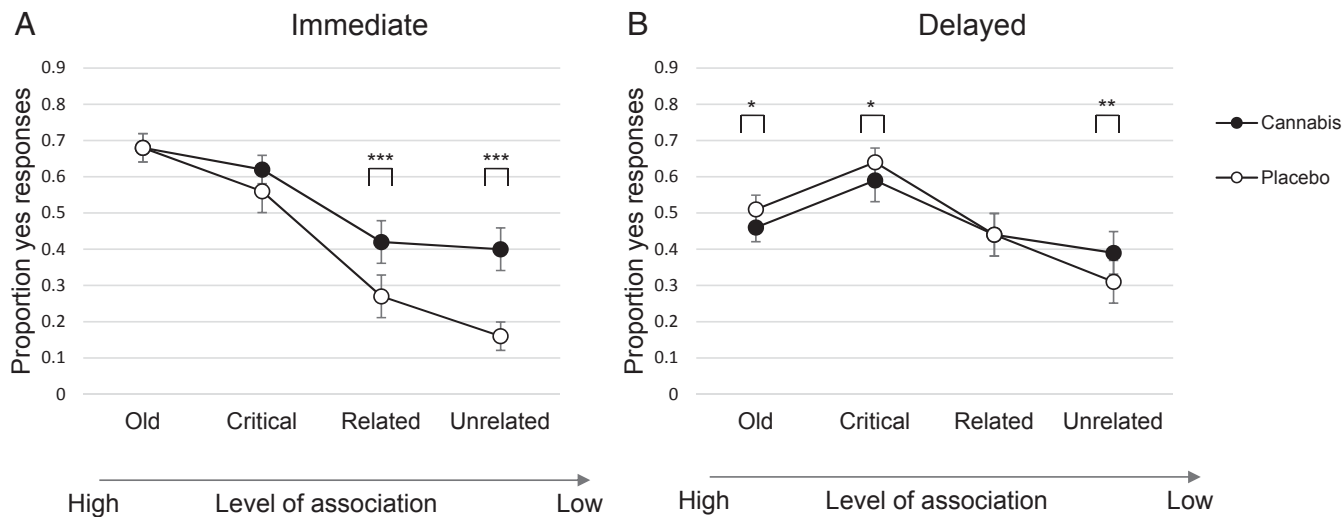 A
Immediate
Proportion yes responses
0.9
0.8
0.7
0.6
0.5
0.4
0.3
0.2
0.1
0
***
***
Old Critical Related Unrelated
High Level of association Low
B
Delayed
Proportion yes responses
0.9
0.8
0.7
0.6
0.5
0.4
0.3
0.2
0.1
0
*
*
**
Old Critical Related Unrelated
High Level of association Low
Cannabis
Placebo